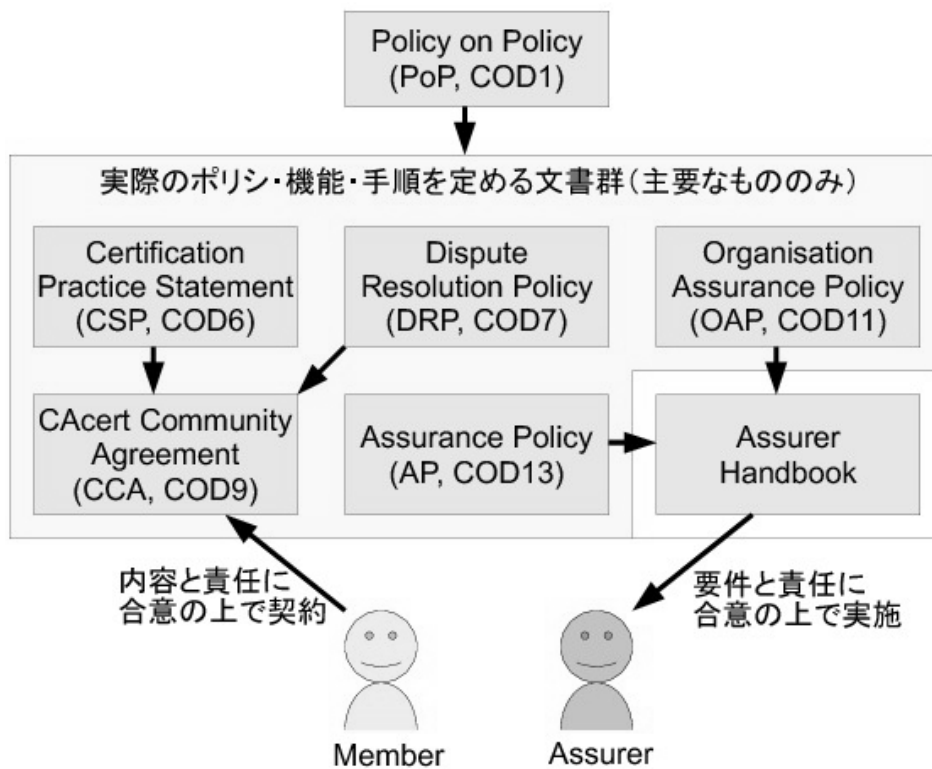 Policy on Policy
(PoP, COD1)
実際のポリシ・機能・手順を定める文書群(主要なもののみ)
Certification
Practice Statement
(CSP, COD6)
Dispute
Resolution Policy
(DRP, COD7)
Organisation
Assurance Policy
(OAP, COD11)
CAcert Community
Agreement
(CCA, COD9)
Assurance Policy
(AP, COD13)
Assurer
Handbook
内容と責任に
合意の上で契約
要件と責任に
合意の上で実施
Member
Assurer